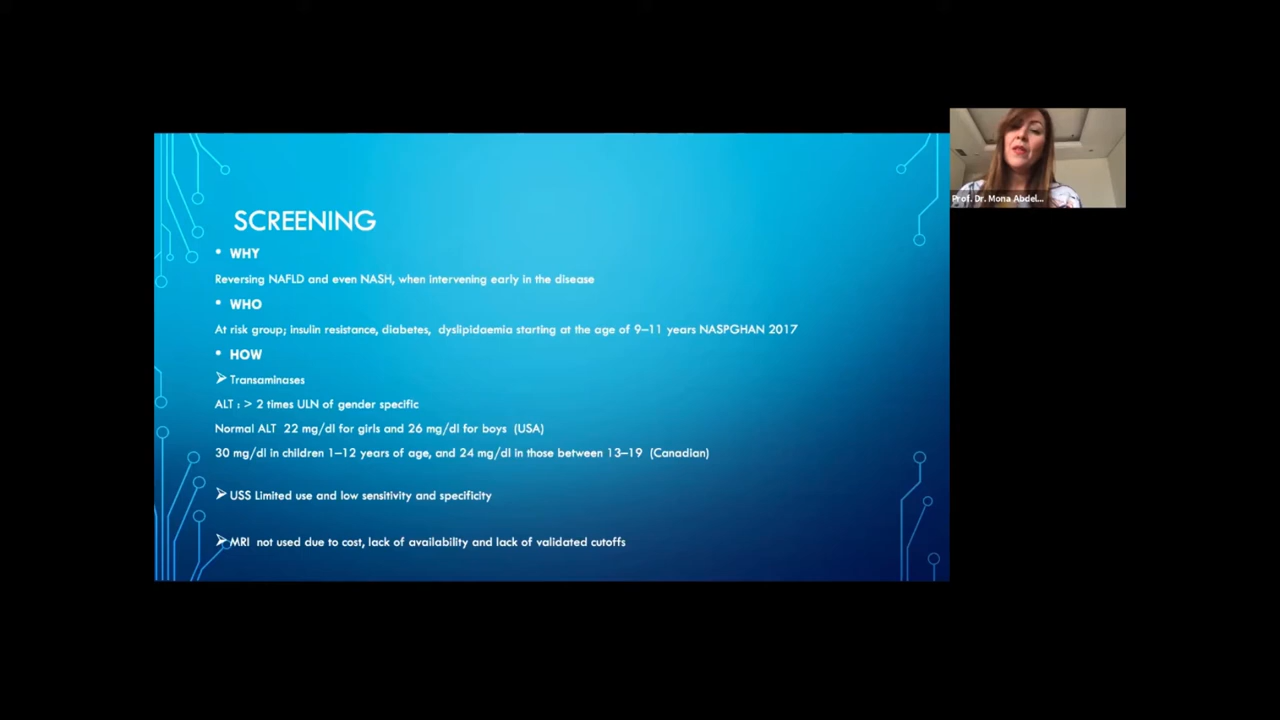 SCREENING
• WHY
Reversing NAFLD and even NASH, when intervening early in the disease
• WHO
At risk group; insulin resistance, diabetes, dyslipidaemia starting at the age of 9–11 years NASPGHAN 2017
• HOW
➢ Transaminases
ALT : > 2 times ULN of gender specific
Normal ALT 22 mg/dl for girls and 26 mg/dl for boys (USA)
30 mg/dl in children 1–12 years of age, and 24 mg/dl in those between 13–19 (Canadian)
➢ USS Limited use and low sensitivity and specificity
➢ MRI not used due to cost, lack of availability and lack of validated cutoffs
Prof. Dr. Mona Abdel...